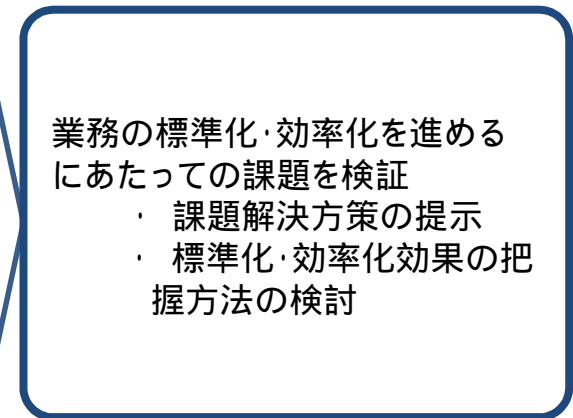 業務の標準化·効率化を進める
にあたっての課題を検証
· 課題解決方策の提示
· 標準化·効率化効果の把
握方法の検討